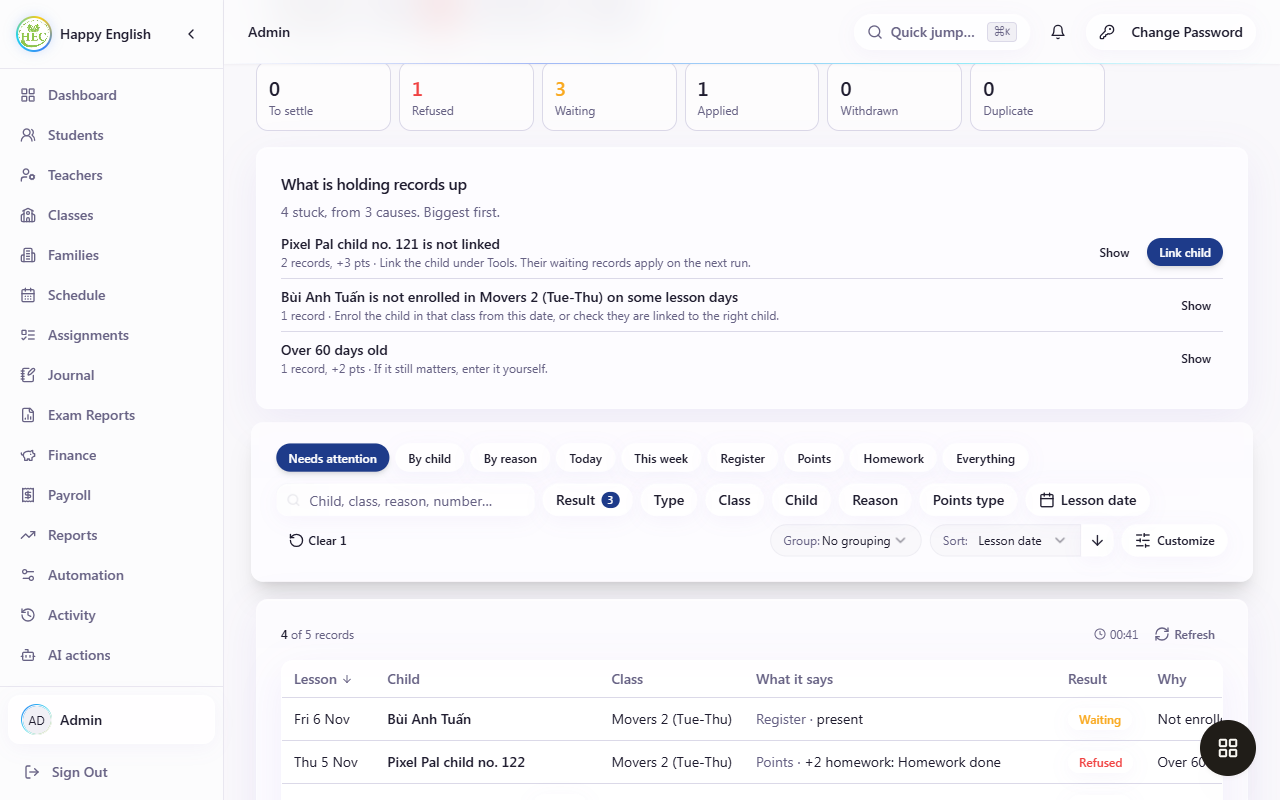 HEC
Happy English
Admin
Quick jump...
⌘K
Change Password
Dashboard
Students
Teachers
Classes
Families
Schedule
Assignments
Journal
Exam Reports
Finance
Payroll
Reports
Automation
Activity
AI actions
AD
Admin
Sign Out
0
To settle
1
Refused
3
Waiting
1
Applied
0
Withdrawn
0
Duplicate
What is holding records up
4 stuck, from 3 causes. Biggest first.
Pixel Pal child no. 121 is not linked
2 records, +3 pts · Link the child under Tools. Their waiting records apply on the next run.
Show
Link child
Bùi Anh Tuấn is not enrolled in Movers 2 (Tue-Thu) on some lesson days
1 record · Enrol the child in that class from this date, or check they are linked to the right child.
Show
Over 60 days old
1 record, +2 pts · If it still matters, enter it yourself.
Show
Needs attention
By child
By reason
Today
This week
Register
Points
Homework
Everything
Child, class, reason, number...
Result 3
Type
Class
Child
Reason
Points type
Lesson date
Clear 1
Group: No grouping
Sort: Lesson date
Customize
4 of 5 records
00:41
Refresh
Lesson
Child
Class
What it says
Result
Why
Fri 6 Nov
Bùi Anh Tuấn
Movers 2 (Tue-Thu)
Register · present
Waiting
Not
Thu 5 Nov
Pixel Pal child no. 122
Movers 2 (Tue-Thu)
Points · +2 homework: Homework done
Refused
Over